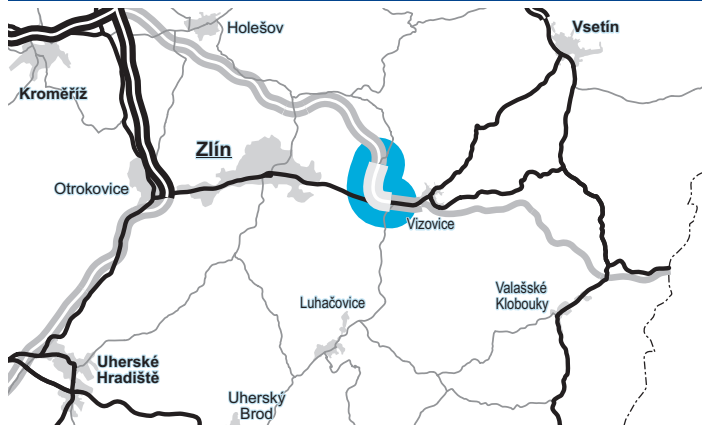 Holešov
Vsetín
Kroměříž
Zlín
Otrokovice
Vizovice
Luhačovice
Valašské
Klobouky
Uherské
Hradiště
Uherský
Brod